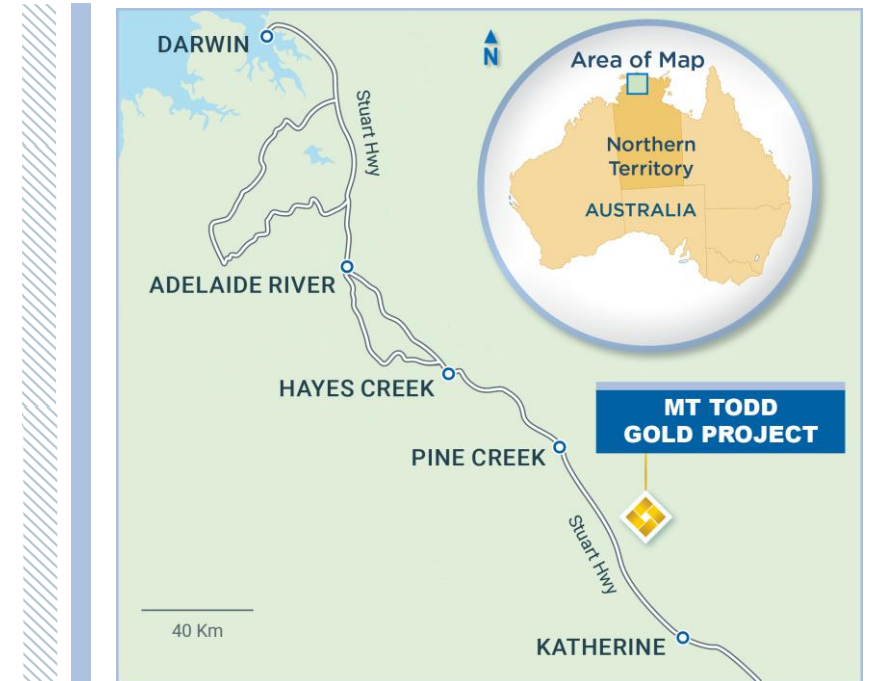 DARWIN
N
Area of Map
Stuart Hwy
Northern
Territory
AUSTRALIA
ADELAIDE RIVER
HAYES CREEK
MT TODD
GOLD PROJECT
PINE CREEK
Stuart Hwy
40 Km
KATHERINE